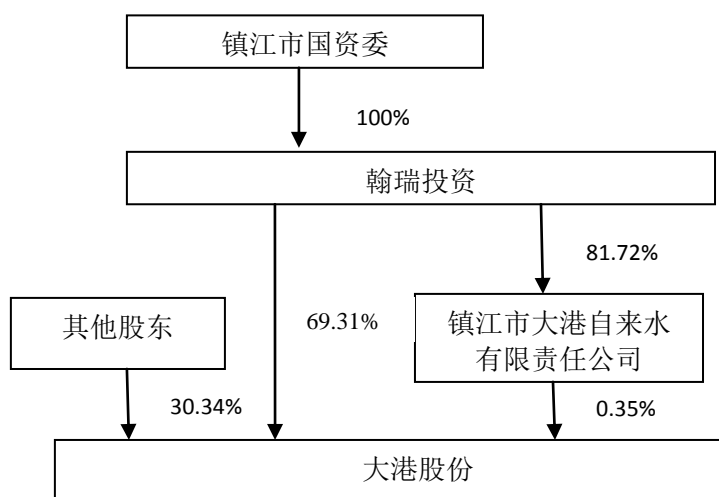 镇江市国资委
100%
翰瑞投资
81.72%
其他股东
69.31%
镇江市大港自来水
有限责任公司
30.34%
0.35%
大港股份